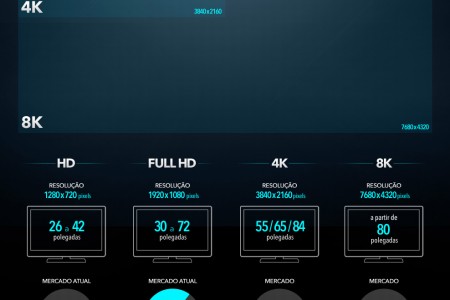 4K
3840x2160
8K
7680x4320
HD
FULL HD
4K
8K
RESOLUÇÃO
1280x720 pixels
RESOLUÇÃO
1920x1080 pixels
RESOLUÇÃO
3840x2160 pixels
RESOLUÇÃO
7680x4320 pixels
26 a 42
polegadas
30 a 72
polegadas
55/65/84
polegadas
a partir de
80
polegadas
MERCADO ATUAL
MERCADO ATUAL
MERCADO
MERCADO